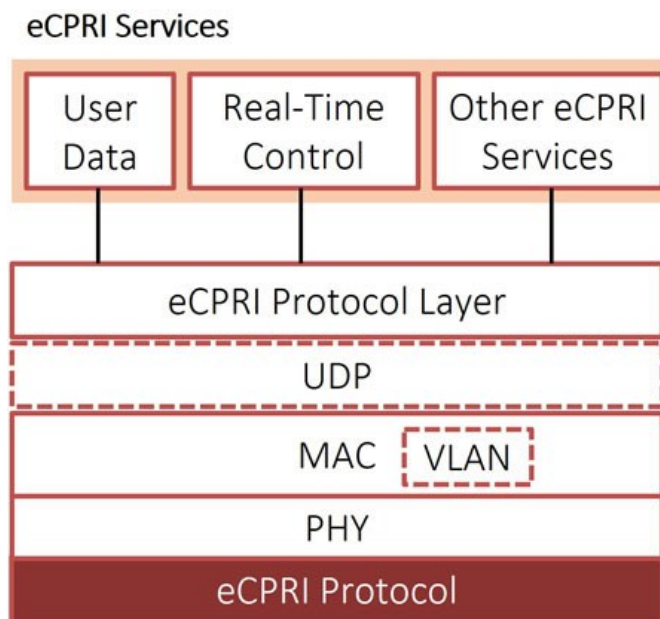 eCPRI Services
User Data
Real-Time Control
Other eCPRI Services
eCPRI Protocol Layer
UDP
MAC VLAN
PHY
eCPRI Protocol